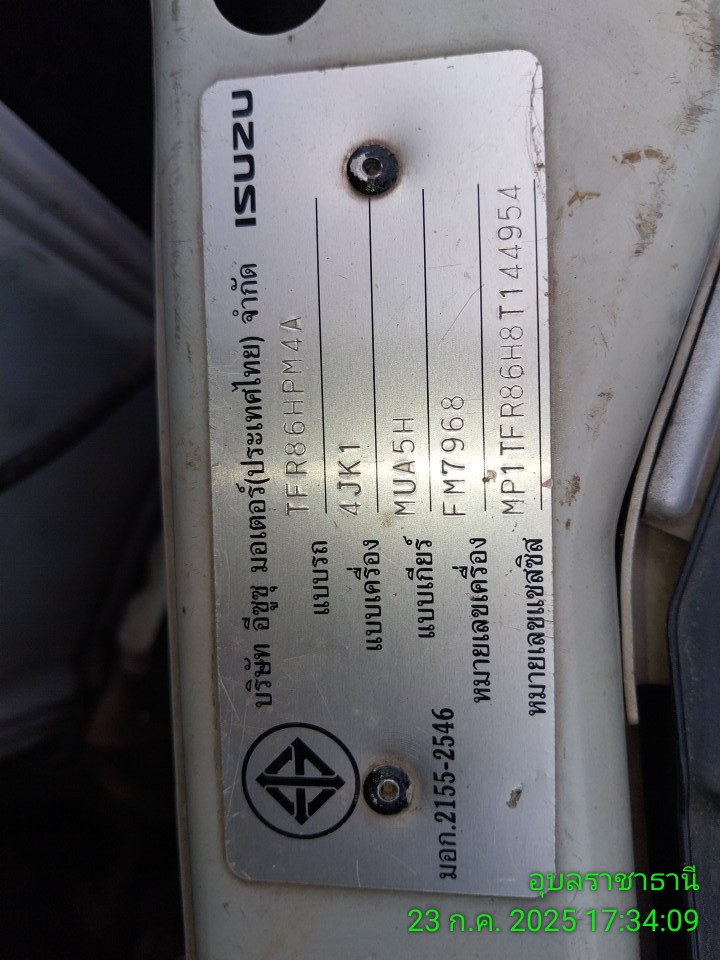 บริษัท อีซูซุ มอเตอร์(ประเทศไทย) จำกัด ISUZU
แบบรถ TFR86HPM4A
แบบเครื่อง 4JK1
แบบเกียร์ MUA5H
หมายเลขเครื่อง FM7968
หมายเลขแชสซิส MP1TFR86H8T144954
มอก.2155-2546
อุบลราชธานี
23 ก.ค. 2025 17:34:09